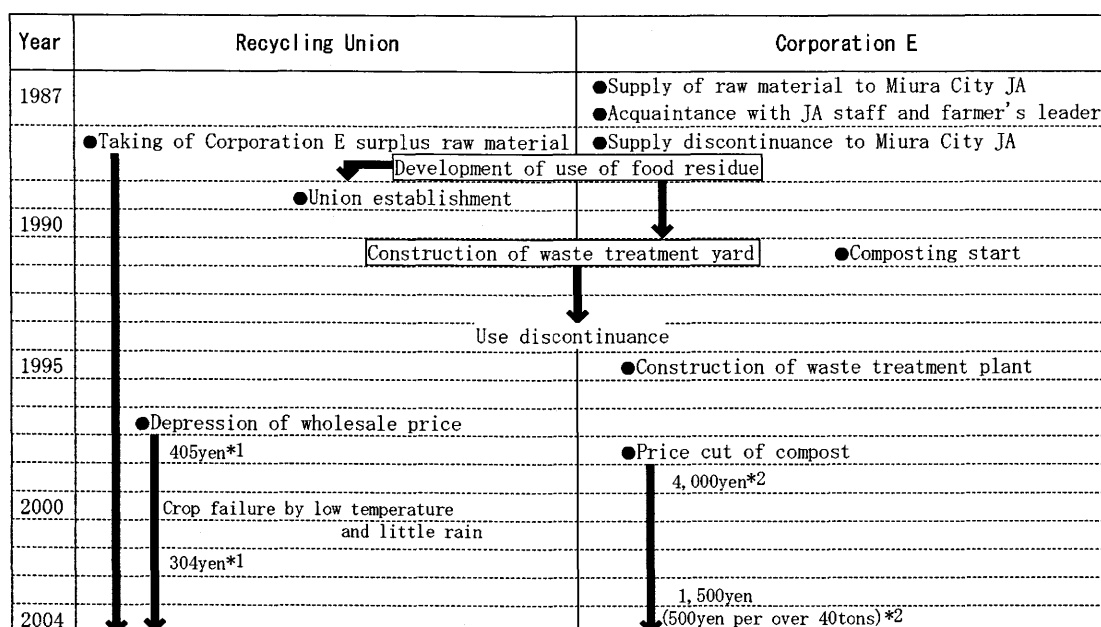 Year Recycling Union Corporation E
1987 ●Supply of raw material to Miura City JA
●Acquaintance with JA staff and farmer's leader
●Taking of Corporation E surplus raw material ●Supply discontinuance to Miura City JA
Development of use of food residue
●Union establishment
1990
Construction of waste treatment yard ●Composting start
Use discontinuance
1995 ●Construction of waste treatment plant
●Depression of wholesale price
405yen*1 ●Price cut of compost
4,000yen*2
2000 Crop failure by low temperature
and little rain
304yen*1
1,500yen
2004 (500yen per over 40tons)*2